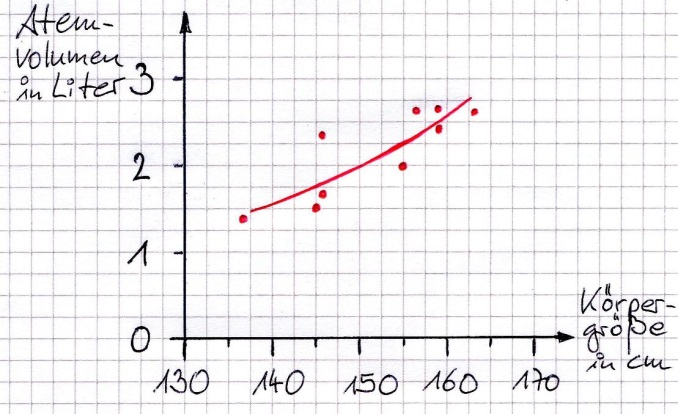 Atem-
volumen
in Liter
3
2
1
0
130 140 150 160 170
Körper-
größe
in cm